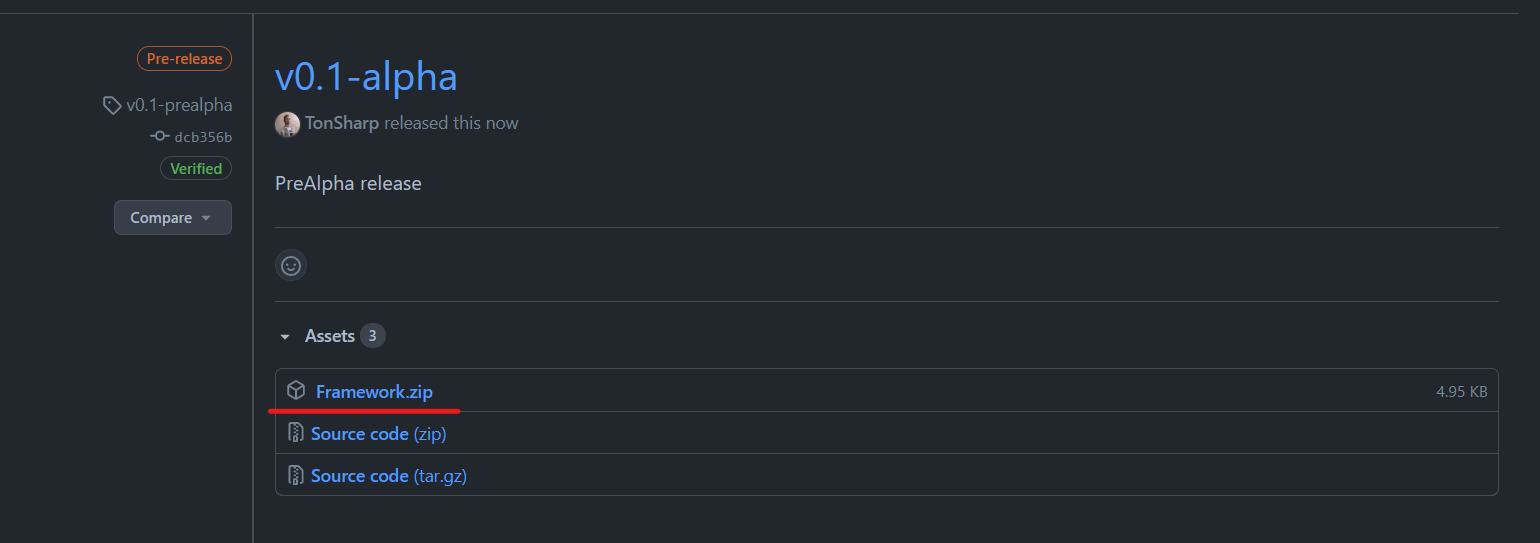 Pre-release
v0.1-prealpha
dcb356b
Verified
Compare
v0.1-alpha
TonSharp released this now
PreAlpha release
Assets 3
Framework.zip 4.95 KB
Source code (zip)
Source code (tar.gz)